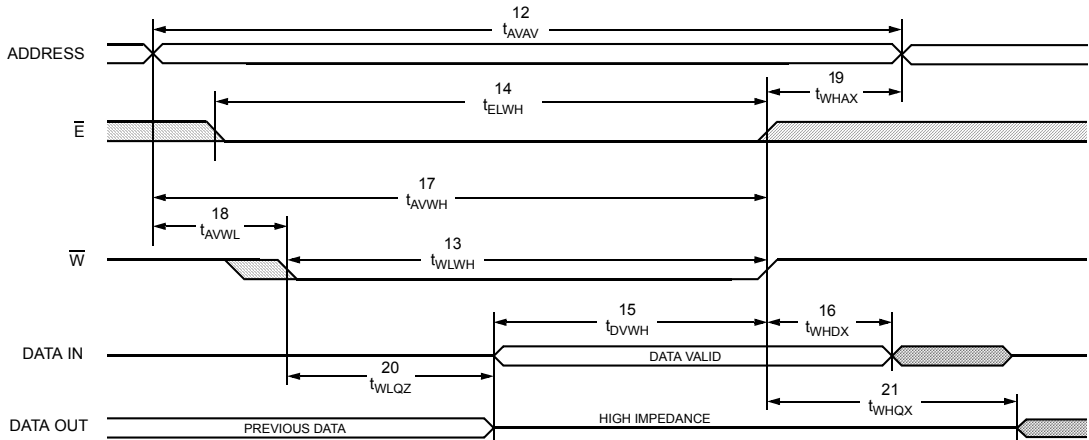 12
tAVAV
ADDRESS
14
tELWH
19
tWHAX
E
17
tAVWH
18
tAVWL
13
tWLWH
W
15
tDVWH
16
tWHDX
DATA IN
DATA VALID
20
tWLQZ
21
tWHQX
DATA OUT
PREVIOUS DATA
HIGH IMPEDANCE